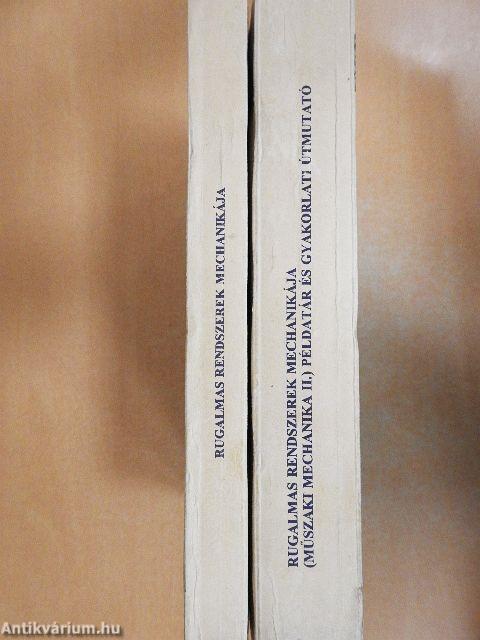 RUGALMAS RENDSZEREK MECHANIKÁJA
RUGALMAS RENDSZEREK MECHANIKÁJA
(MŰSZAKI MECHANIKA II.) PÉLDATÁR ÉS GYAKORLATI ÚTMUTATÓ
Antikvárium.hu